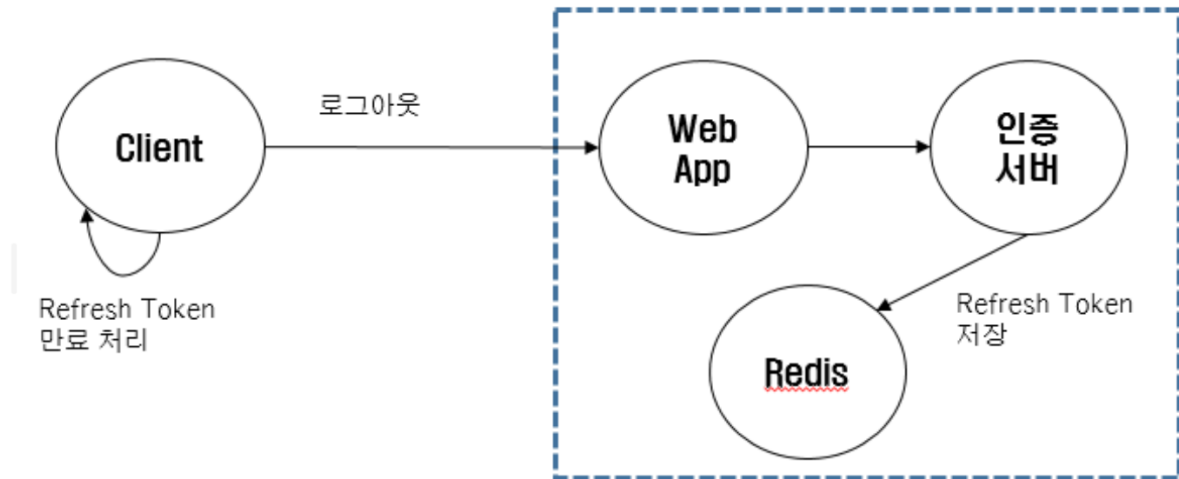 로그아웃
Client
Web
App
인증
서버
Refresh Token
만료 처리
Refresh Token
저장
Redis